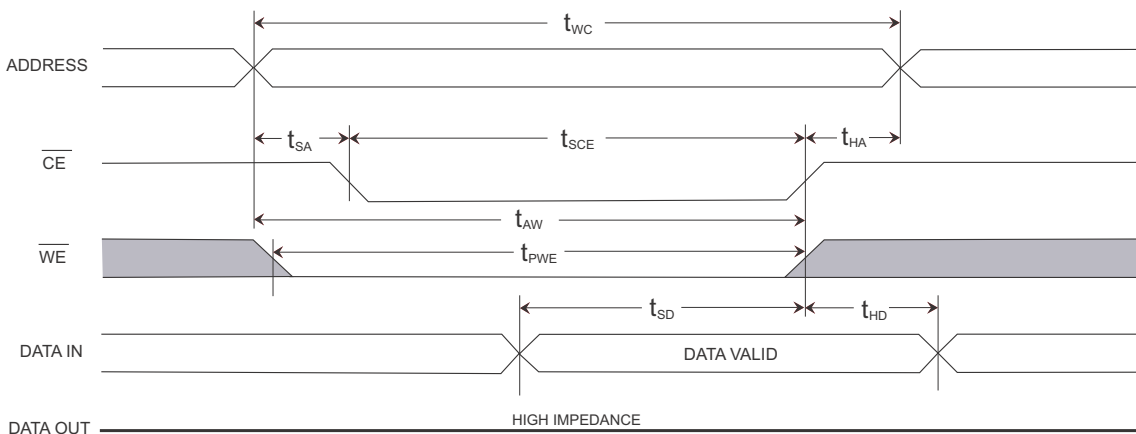 tWC
ADDRESS
tSA
tSCE
tHA
CE
tAW
WE
tPWE
tSD
tHD
DATA IN
DATA VALID
DATA OUT
HIGH IMPEDANCE